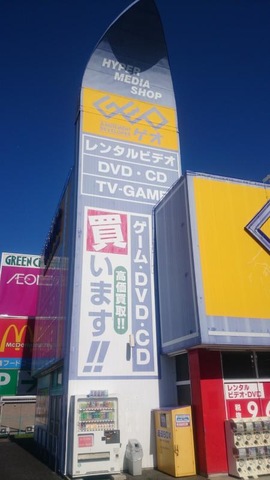 HYPER
MEDIA
SHOP
ゲオ
レンタルビデオ
DVD・CD
TV-GAME
ゲーム・DVD・CD
買います!!
高価買取!!
GREEN
AEON
McDonald's
レンタル
ビデオ・DVD